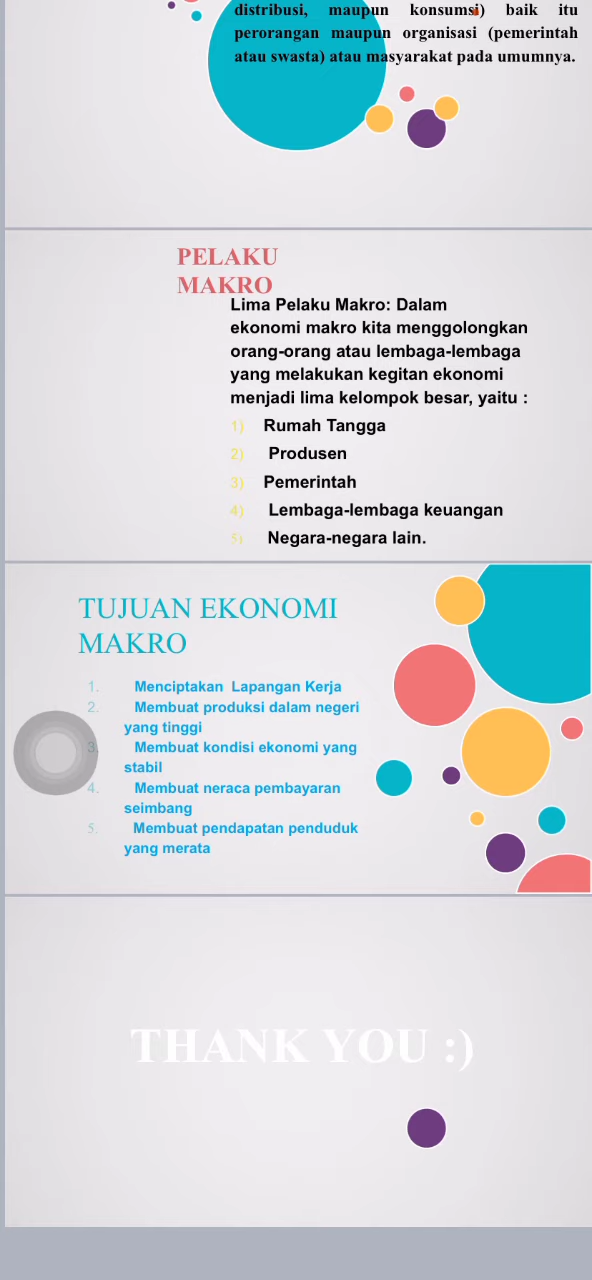 distribusi, maupun konsumsi) baik itu
perorangan maupun organisasi (pemerintah
atau swasta) atau masyarakat pada umumnya.
PELAKU
MAKRO
Lima Pelaku Makro: Dalam
ekonomi makro kita menggolongkan
orang-orang atau lembaga-lembaga
yang melakukan kegitan ekonomi
menjadi lima kelompok besar, yaitu :
1) Rumah Tangga
2) Produsen
3) Pemerintah
4) Lembaga-lembaga keuangan
5) Negara-negara lain.
TUJUAN EKONOMI
MAKRO
1. Menciptakan Lapangan Kerja
2. Membuat produksi dalam negeri
yang tinggi
3. Membuat kondisi ekonomi yang
stabil
4. Membuat neraca pembayaran
seimbang
5. Membuat pendapatan penduduk
yang merata
THANK YOU :)